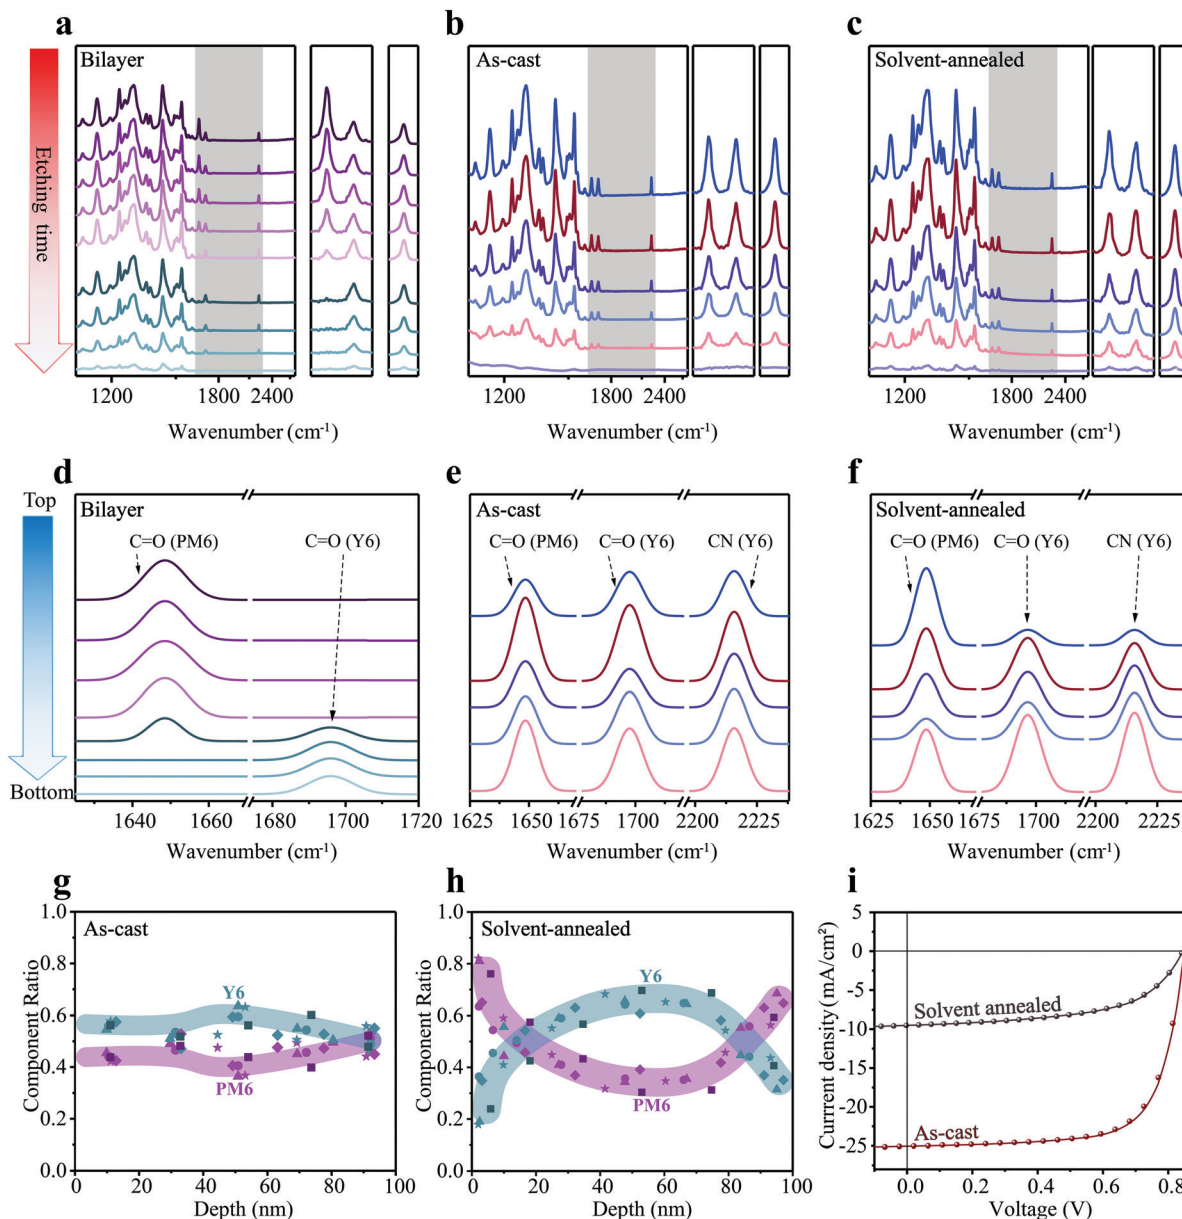 a
b
c
Etching time
Bilayer
As-cast
Solvent-annealed
1200 1800 2400
1200 1800 2400
1200 1800 2400
Wavenumber (cm⁻¹)
Wavenumber (cm⁻¹)
Wavenumber (cm⁻¹)
d
e
f
Top
Bottom
Bilayer
C=O (PM6)
C=O (Y6)
1640 1660 1680 1700 1720
Wavenumber (cm⁻¹)
As-cast
C=O (PM6)
C=O (Y6)
CN (Y6)
1625 1650 1675 1700 2200 2225
Wavenumber (cm⁻¹)
Solvent-annealed
C=O (PM6)
C=O (Y6)
CN (Y6)
1625 1650 1675 1700 2200 2225
Wavenumber (cm⁻¹)
g
h
i
Component Ratio
1.0
0.8
0.6
0.4
0.2
0.0
As-cast
Y6
PM6
0 20 40 60 80 100
Depth (nm)
Component Ratio
1.0
0.8
0.6
0.4
0.2
0.0
Solvent-annealed
Y6
PM6
0 20 40 60 80 100
Depth (nm)
Currrent density (mA/cm²)
5
0
-5
-10
-15
-20
-25
Solvent annealed
As-cast
0.0 0.2 0.4 0.6 0.8
Voltage (V)